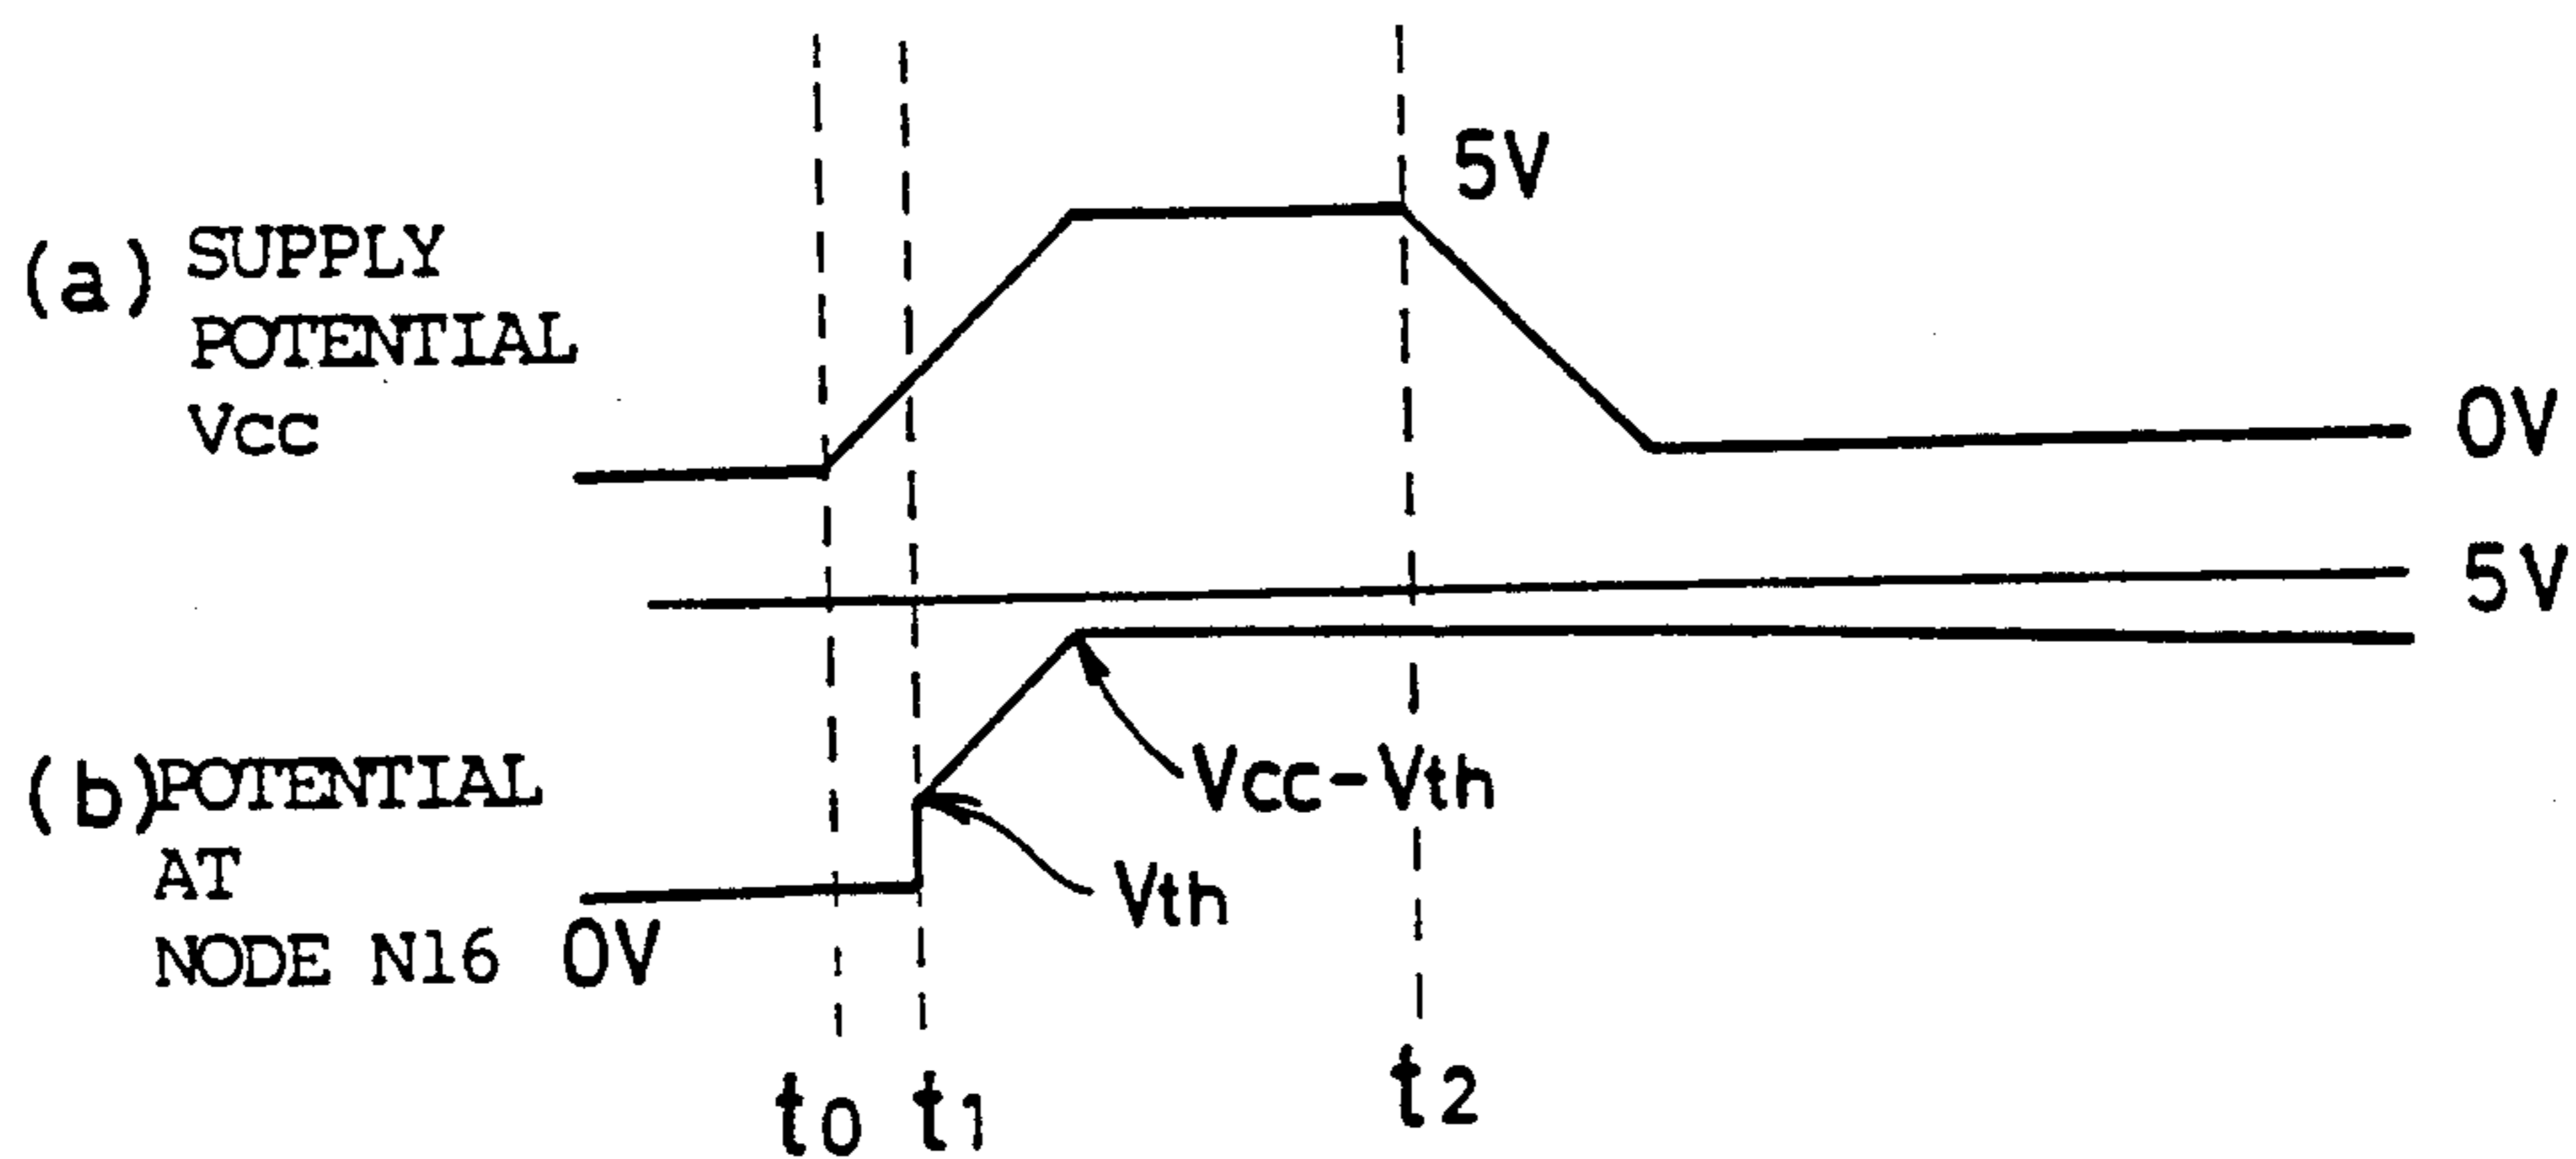 5V
(a) SUPPLY
POTENTIAL
Vcc
0V
5V
Vcc-Vth
(b) POTENTIAL
AT
Vth
NODE N16 0V
t0 t1 t2